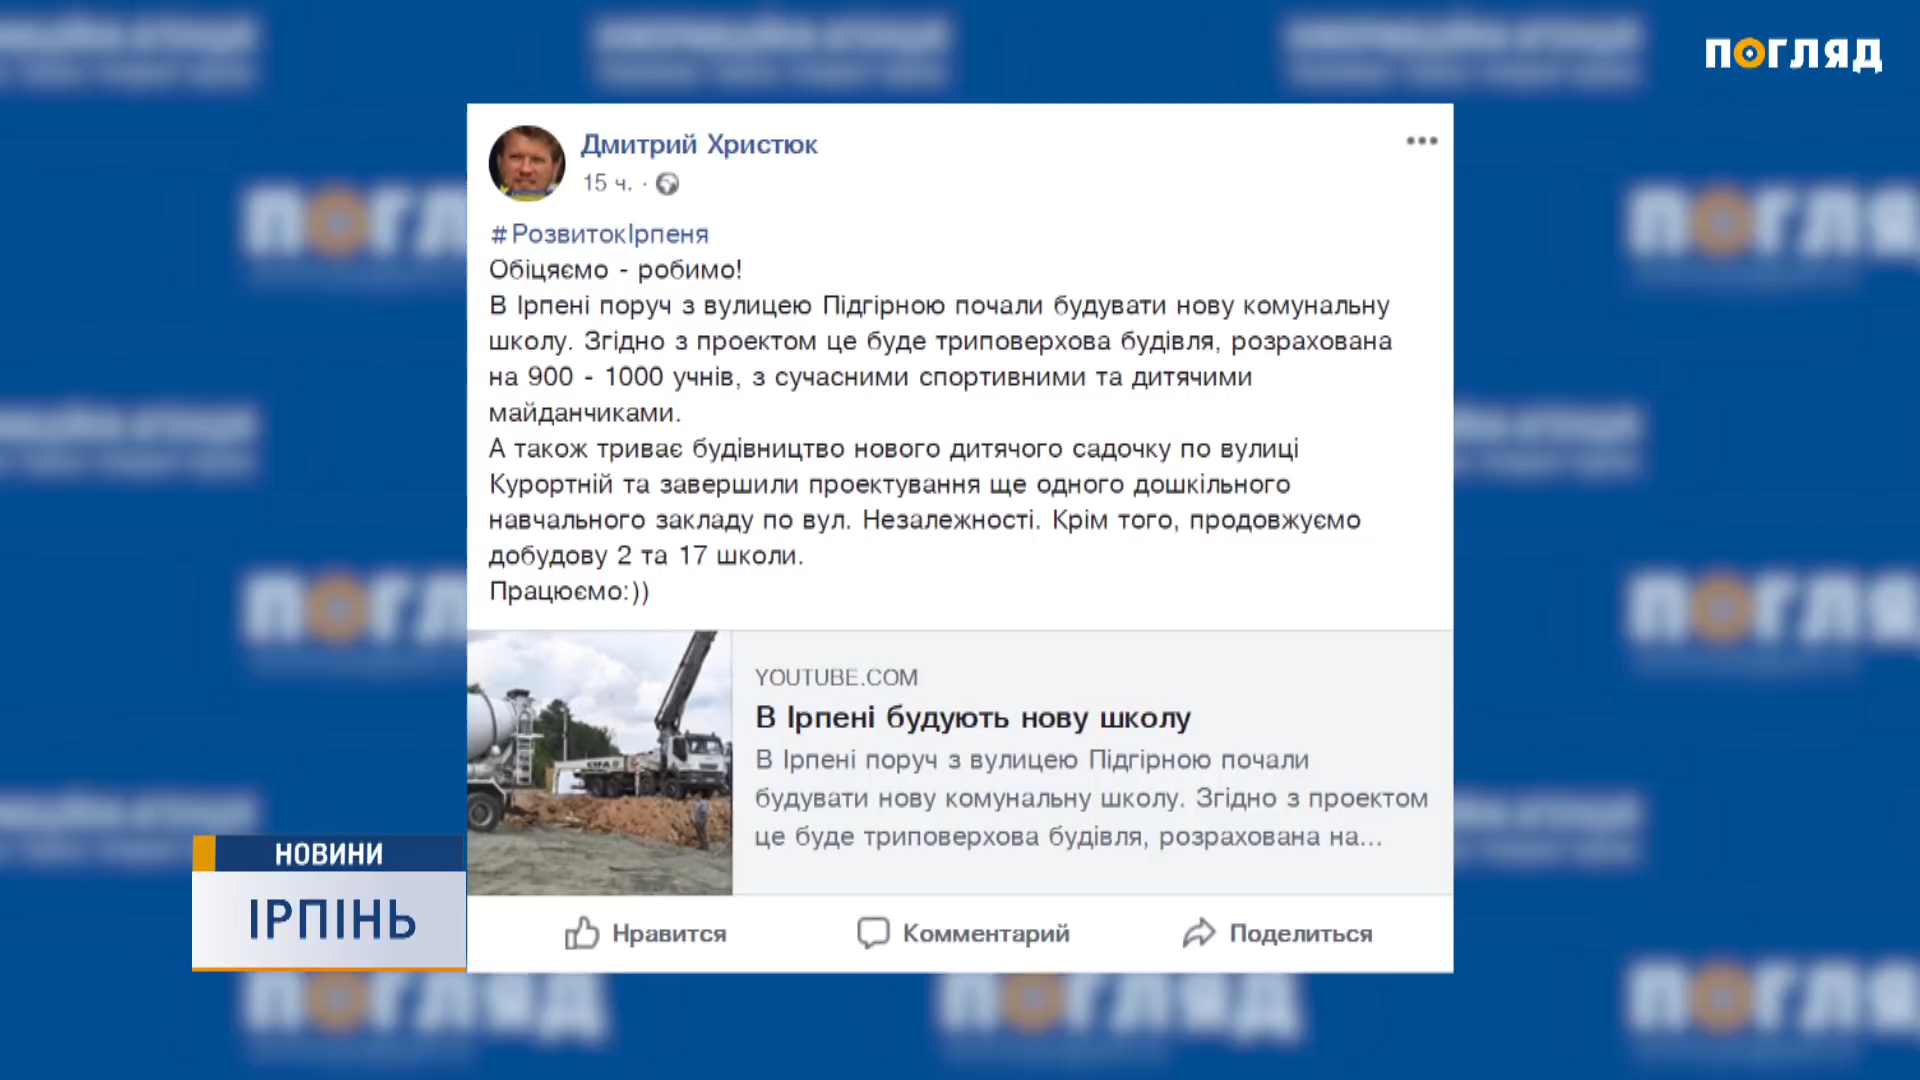 ПОГЛЯД
Дмитрий Христюк
15 ч. ·
#РозвитокІрпеня
Обіцяємо - робимо!
В Ірпені поруч з вулицею Підгірною почали будувати нову комунальну
школу. Згідно з проектом це буде триповерхова будівля, розрахована
на 900 - 1000 учнів, з сучасними спортивними та дитячими
майданчиками.
А також триває будівництво нового дитячого садочку по вулиці
Курортній та завершили проектування ще одного дошкільного
навчального закладу по вул. Незалежності. Крім того, продовжуємо
добудову 2 та 17 школи.
Працюємо:))
CIFA
YOUTUBE.COM
В Ірпені будують нову школу
В Ірпені поруч з вулицею Підгірною почали
будувати нову комунальну школу. Згідно з проектом
це буде триповерхова будівля, розрахована на...
Нравится
Комментарий
Поделиться
НОВИНИ
ІРПІНЬ